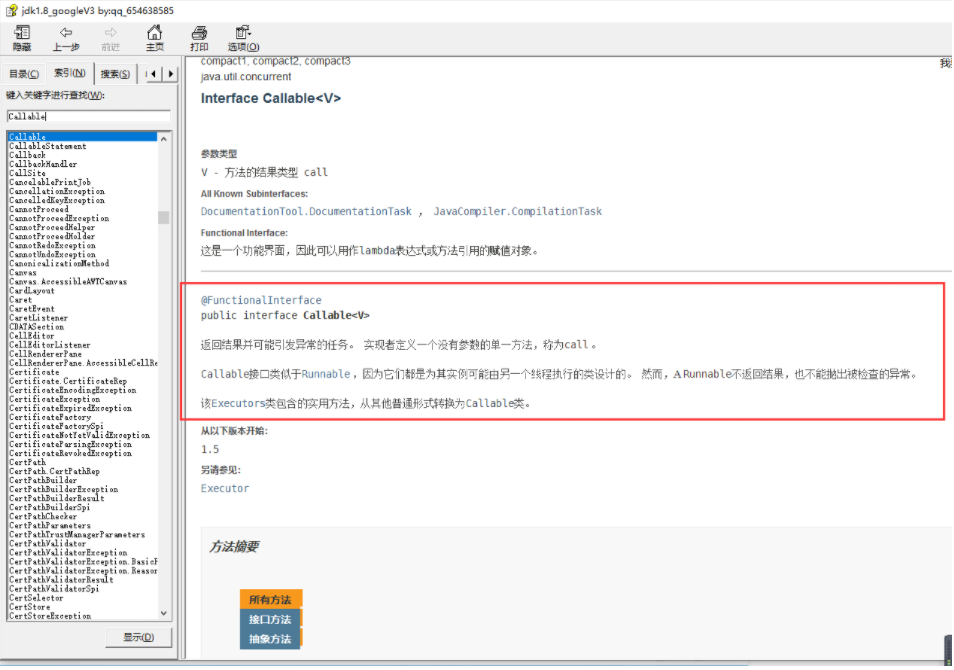 jdk1.8_googleV3 by:qq_654638585
隐藏 上一步 前进 主页 打印 选项(O)
目录(C) 索引(N) 搜索(S)
键入关键字进行查找(W):
Callable
Callable
CallableStatement
Callback
CallbackHandler
CallSite
CancelablePrintJob
CancellationException
CancelledKeyException
CannotProceed
CannotProceedException
CannotProceedHelper
CannotProceedHolder
CannotRedoException
CannotUndoException
CanonicalizationMethod
Canvas
Canvas.AccessibleAWTCanvas
CardLayout
Caret
CaretEvent
CaretListener
CDATASection
CellEditor
CellEditorListener
CellRendererPane
CellRendererPane.AccessibleCellRe
Certificate
Certificate.CertificateRep
CertificateEncodingException
CertificateException
CertificateExpiredException
CertificateFactory
CertificateFactorySpi
CertificateNotYetValidException
CertificateParsingException
CertificateRevokedException
CertPath
CertPath.CertPathRep
CertPathBuilder
CertPathBuilderException
CertPathBuilderResult
CertPathBuilderSpi
CertPathChecker
CertPathParameters
CertPathTrustManagerParameters
CertPathValidator
CertPathValidatorException
CertPathValidatorException.BasicF
CertPathValidatorException.Reason
CertPathValidatorResult
CertPathValidatorSpi
CertSelector
CertStore
CertStoreException
显示(D)
compact1, compact2, compact3
java.util.concurrent
Interface Callable<V>
参数类型
V - 方法的结果类型 call
All Known Subinterfaces:
DocumentationTool.DocumentationTask ， JavaCompiler.CompilationTask
Functional Interface:
这是一个功能界面，因此可以用作lambda表达式或方法引用的赋值对象。
@FunctionalInterface
public interface Callable<V>
返回结果并可能引发异常的任务。 实现者定义一个没有参数的单一方法，称为call 。
Callable接口类似于Runnable ，因为它们都是为其实例可能由另一个线程执行的类设计的。 然而，A Runnable不返回结果，也不能抛出被检查的异常。
该Executors类包含的实用方法，从其他普通形式转换为Callable类。
从以下版本开始:
1.5
另请参见:
Executor
方法摘要
所有方法
接口方法
抽象方法